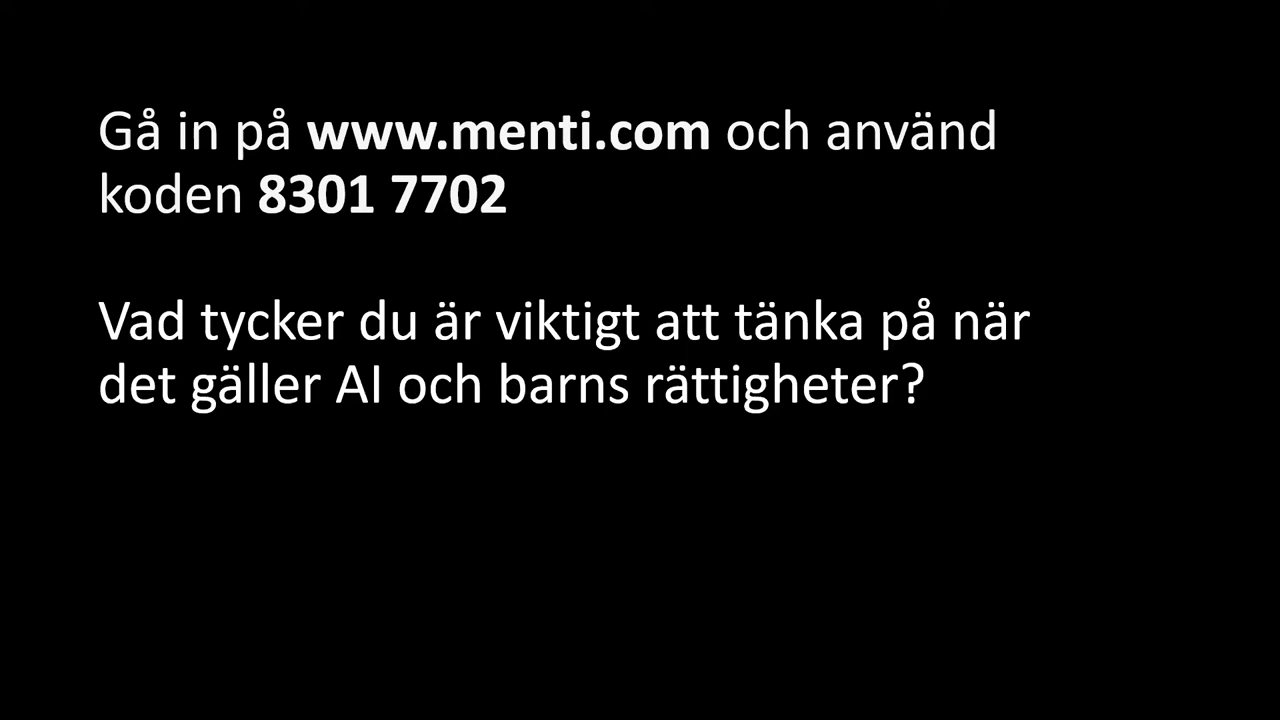 Gå in på www.menti.com och använd
koden 8301 7702
Vad tycker du är viktigt att tänka på när
det gäller AI och barns rättigheter?